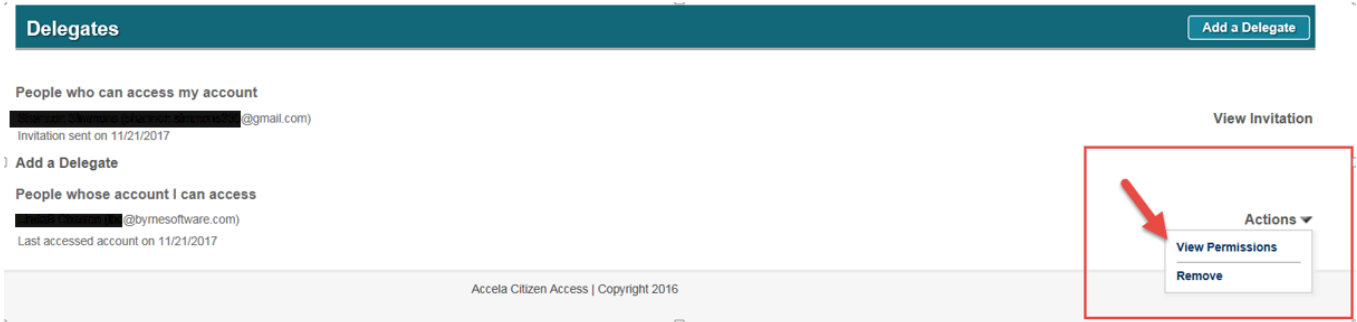 Delegates
Add a Delegate
People who can access my account
@gmail.com)
View Invitation
Invitation sent on 11/21/2017
Add a Delegate
People whose account I can access
@byrnesoftware.com)
Actions
Last accessed account on 11/21/2017
View Permissions
Remove
Accela Citizen Access | Copyright 2016